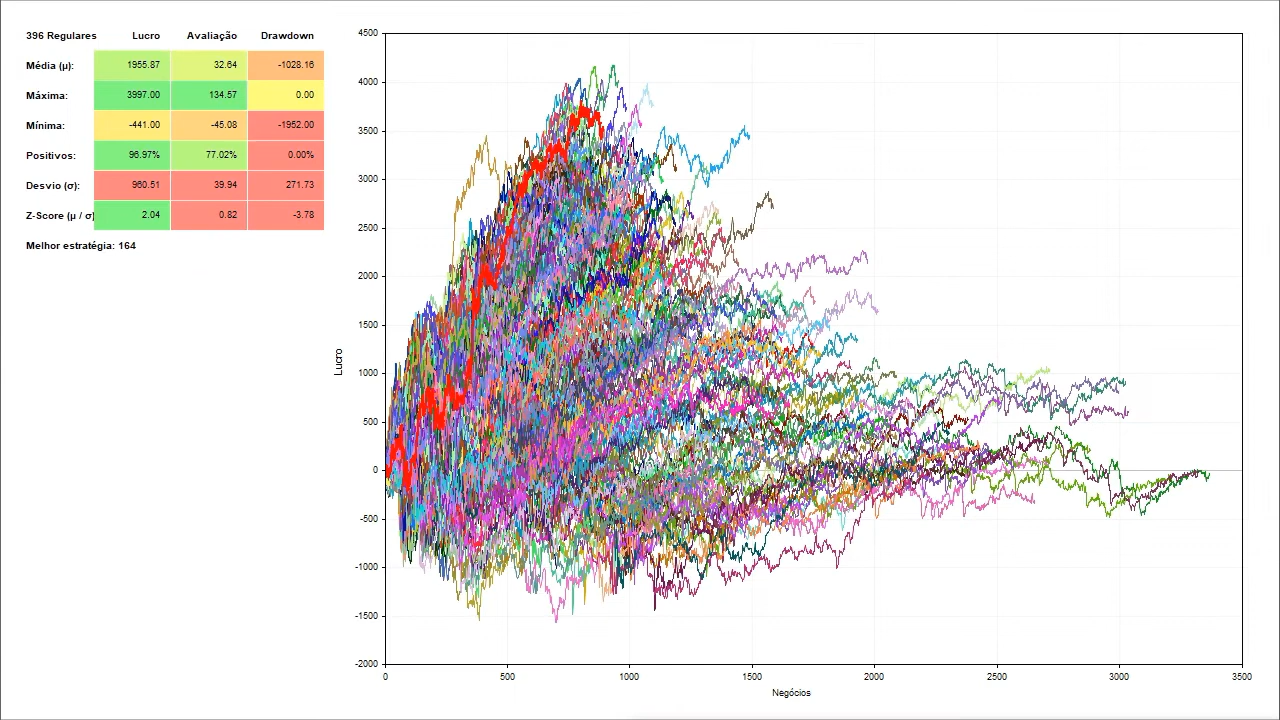 396 Regulares Lucro Avaliação Drawdown
Média (μ): 1955.87 32.64 -1028.16
Máxima: 3997.00 134.57 0.00
Mínima: -441.00 -45.08 -1952.00
Positivos: 96.97% 77.02% 0.00%
Desvio (σ): 960.51 39.94 271.73
Z-Score (μ / σ) 2.04 0.82 -3.78
Melhor estratégia: 164
4500
4000
3500
3000
2500
2000
1500
1000
500
0
-500
-1000
-1500
-2000
Lucro
0 500 1000 1500 2000 2500 3000 3500
Negócios